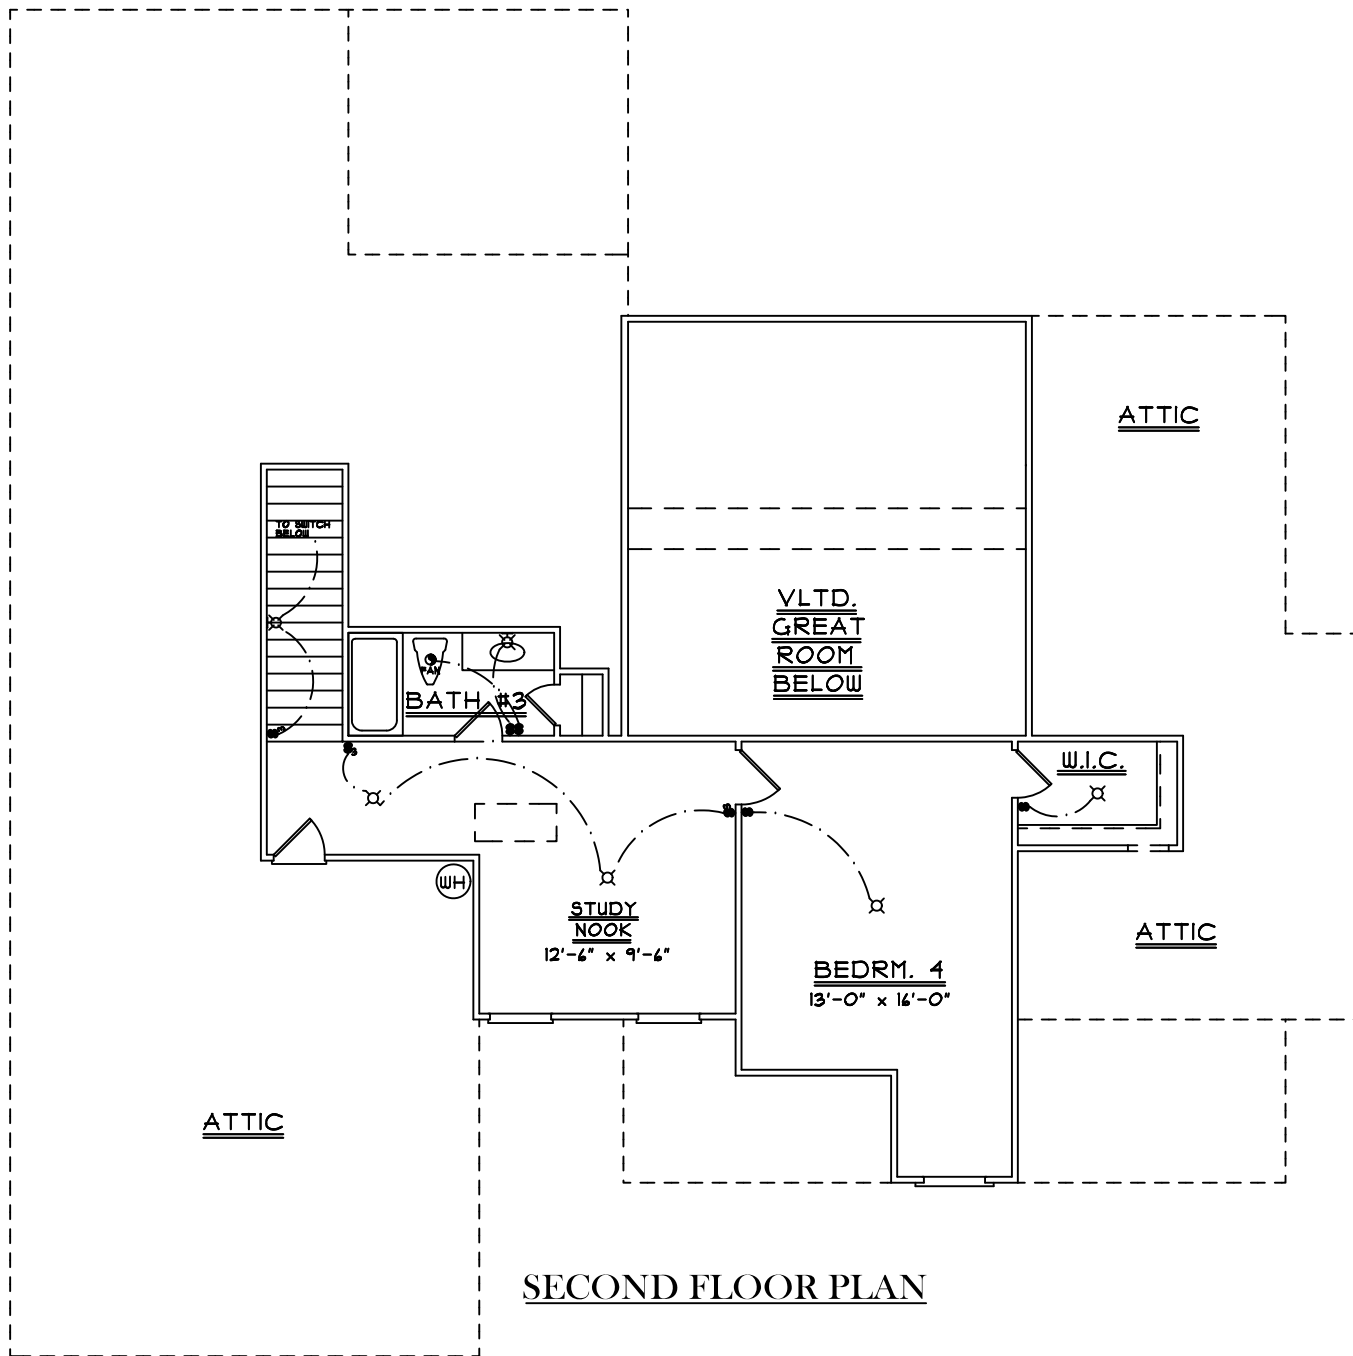 ATTIC
TO SWITCH
BELOW
VLTD.
GREAT
ROOM
BELOW
FAN
BATH #3
W.I.C.
WH
STUDY
NOOK
12'-6" x 9'-6"
ATTIC
BEDRM. 4
13'-0" x 16'-0"
ATTIC
SECOND FLOOR PLAN